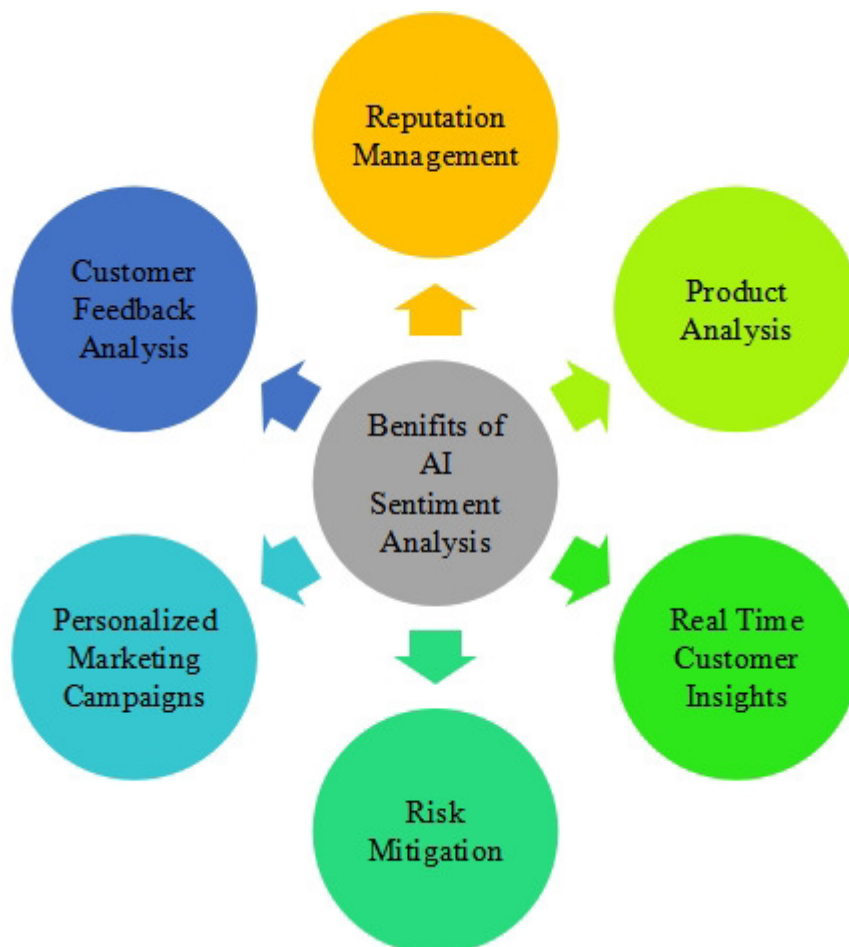 Reputation
Management
Customer
Feedback
Analysis
Product
Analysis
Benifits of
AI
Sentiment
Analysis
Personalized
Marketing
Campaigns
Real Time
Customer
Insights
Risk
Mitigation